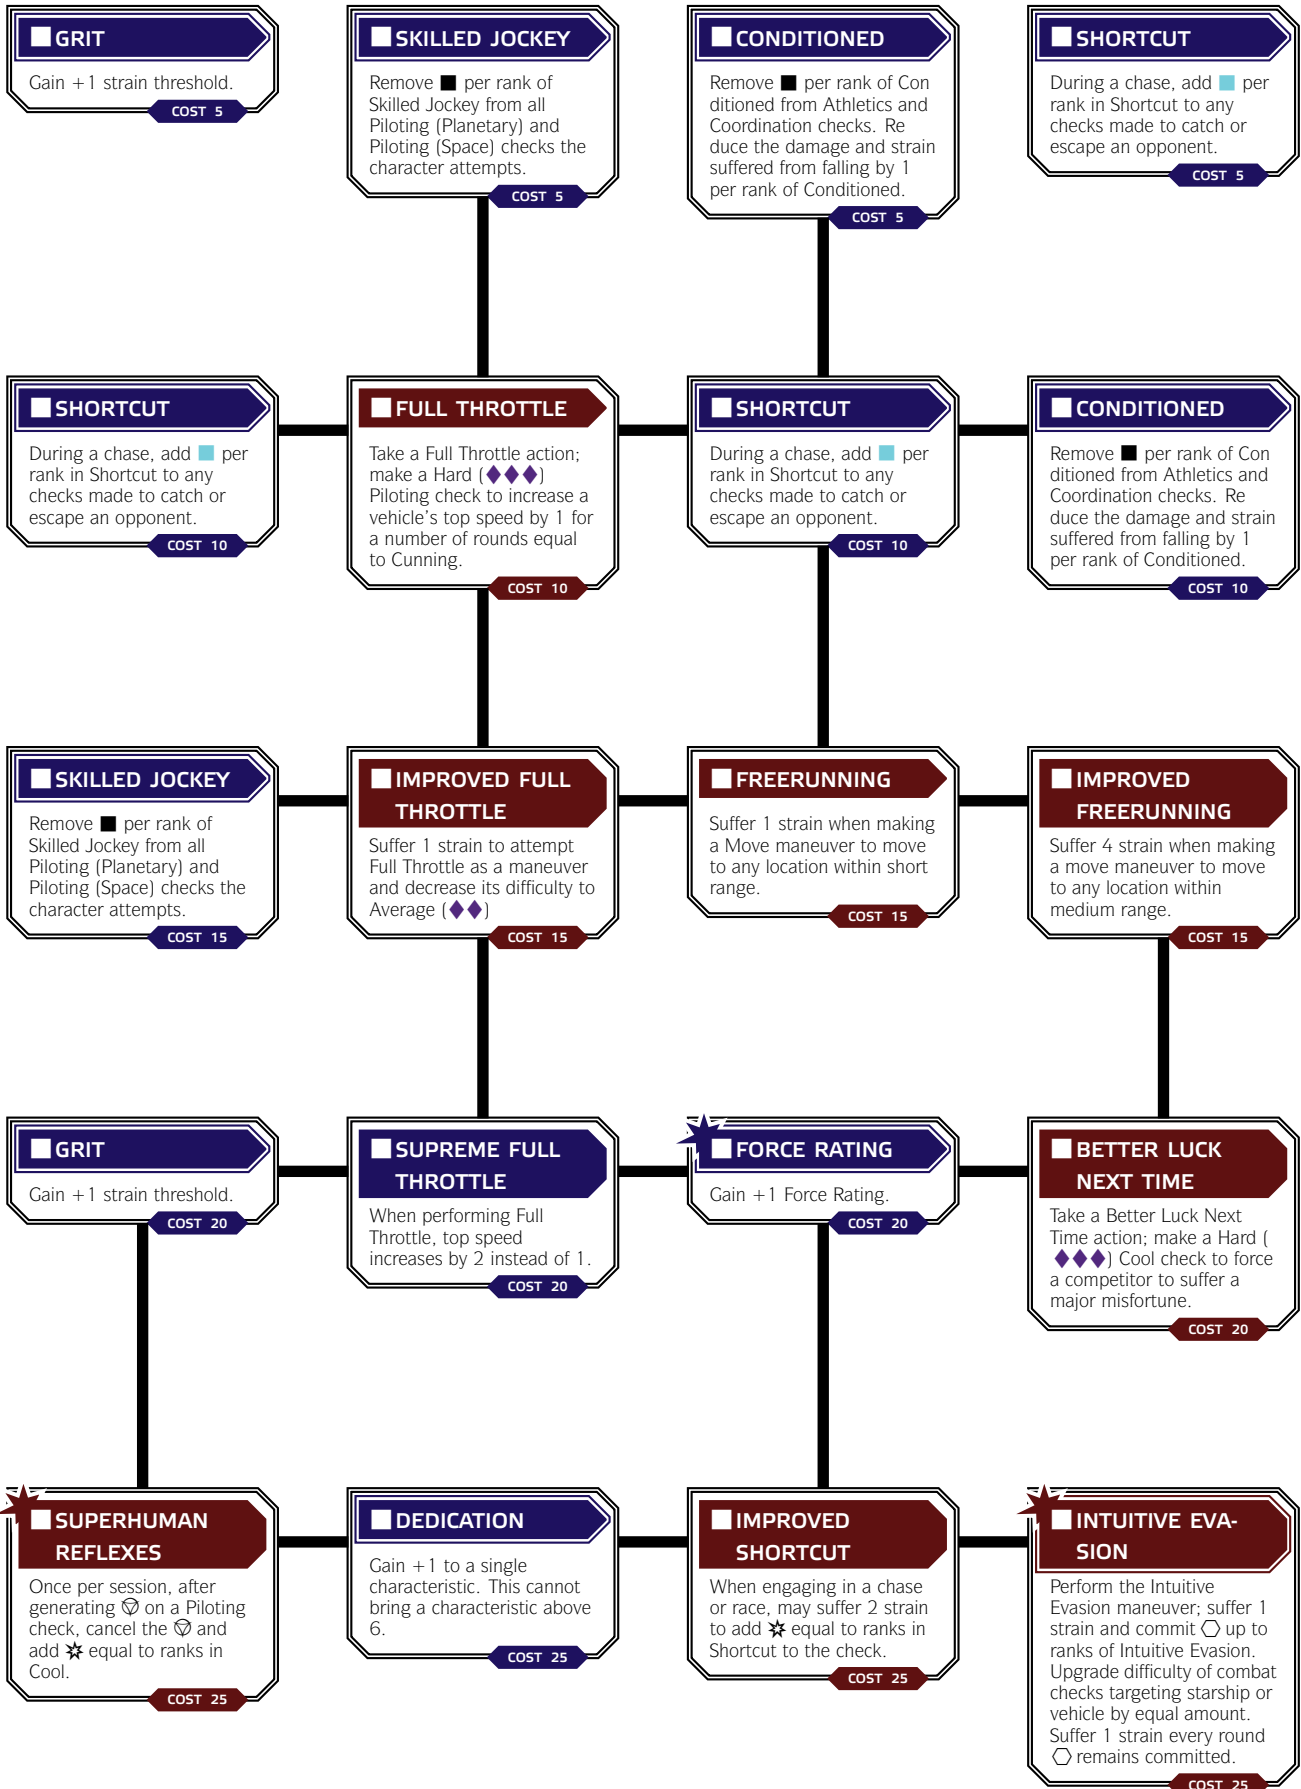 GRIT
Gain +1 strain threshold.
COST 5
SKILLED JOCKEY
Remove ■ per rank of
Skilled Jockey from all
Piloting (Planetary) and
Piloting (Space) checks the
character attempts.
COST 5
CONDITIONED
Remove ■ per rank of Con
ditioned from Athletics and
Coordination checks. Re
duce the damage and strain
suffered from falling by 1
per rank of Conditioned.
COST 5
SHORTCUT
During a chase, add ■ per
rank in Shortcut to any
checks made to catch or
escape an opponent.
COST 5
SHORTCUT
During a chase, add ■ per
rank in Shortcut to any
checks made to catch or
escape an opponent.
COST 10
FULL THROTTLE
Take a Full Throttle action;
make a Hard (◆◆◆)
Piloting check to increase a
vehicle's top speed by 1 for
a number of rounds equal
to Cunning.
COST 10
SHORTCUT
During a chase, add ■ per
rank in Shortcut to any
checks made to catch or
escape an opponent.
COST 10
CONDITIONED
Remove ■ per rank of Con
ditioned from Athletics and
Coordination checks. Re
duce the damage and strain
suffered from falling by 1
per rank of Conditioned.
COST 10
SKILLED JOCKEY
Remove ■ per rank of
Skilled Jockey from all
Piloting (Planetary) and
Piloting (Space) checks the
character attempts.
COST 15
IMPROVED FULL
THROTTLE
Suffer 1 strain to attempt
Full Throttle as a maneuver
and decrease its difficulty to
Average (◆◆)
COST 15
FREERUNNING
Suffer 1 strain when making
a Move maneuver to move
to any location within short
range.
COST 15
IMPROVED
FREERUNNING
Suffer 4 strain when making
a move maneuver to move
to any location within
medium range.
COST 15
GRIT
Gain +1 strain threshold.
COST 20
SUPREME FULL
THROTTLE
When performing Full
Throttle, top speed
increases by 2 instead of 1.
COST 20
FORCE RATING
Gain +1 Force Rating.
COST 20
BETTER LUCK
NEXT TIME
Take a Better Luck Next
Time action; make a Hard (
◆◆◆) Cool check to force
a competitor to suffer a
major misfortune.
COST 20
SUPERHUMAN
REFLEXES
Once per session, after
generating on a Piloting
check, cancel the and
add equal to ranks in
Cool.
COST 25
DEDICATION
Gain +1 to a single
characteristic. This cannot
bring a characteristic above
6.
COST 25
IMPROVED
SHORTCUT
When engaging in a chase
or race, may suffer 2 strain
to add equal to ranks in
Shortcut to the check.
COST 25
INTUITIVE EVA-
SION
Perform the Intuitive
Evasion maneuver; suffer 1
strain and commit up to
ranks of Intuitive Evasion.
Upgrade difficulty of combat
checks targeting starship or
vehicle by equal amount.
Suffer 1 strain every round
remains committed.
COST 25